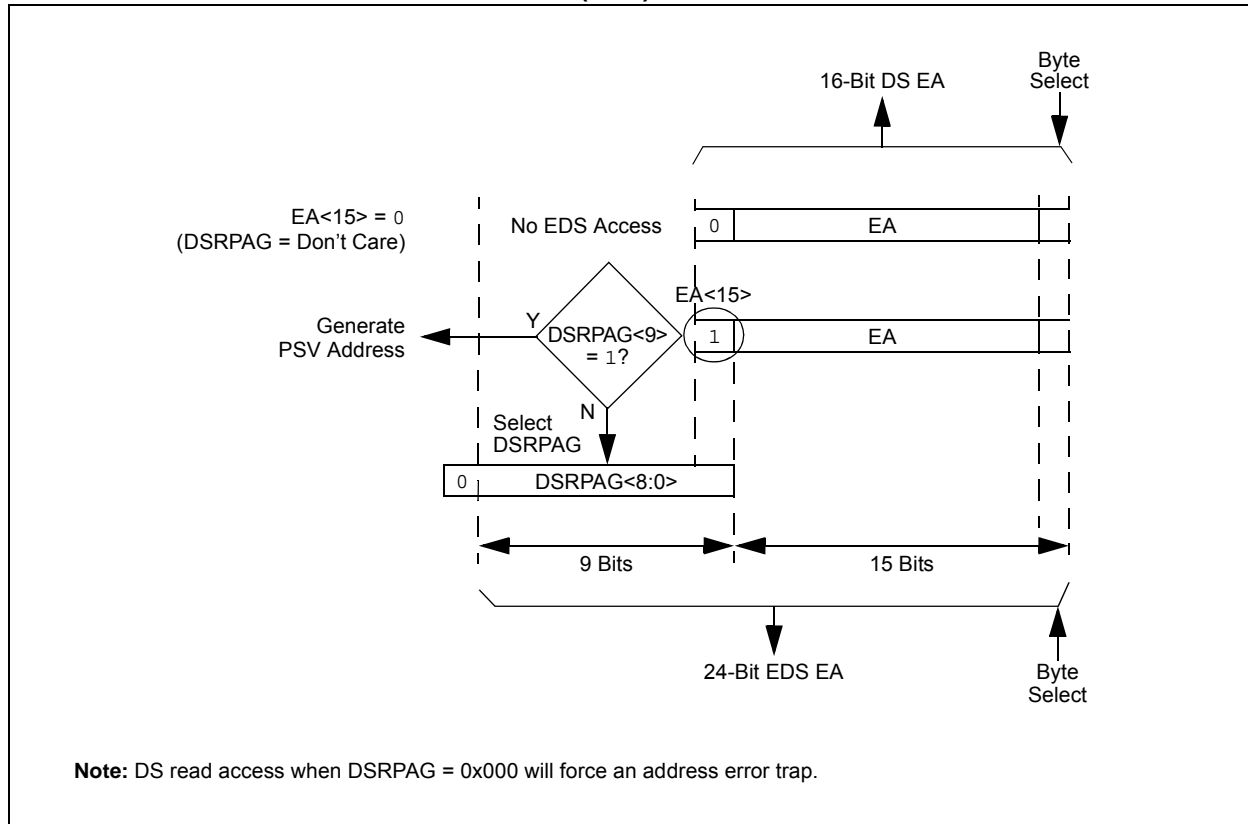 16-Bit DS EA
Byte
Select
EA<15> = 0
(DSRPAG = Don't Care)
No EDS Access
0
EA
EA<15>
Generate
PSV Address
Y
DSRPAG<9>
= 1?
1
EA
N
Select
DSRPAG
0
DSRPAG<8:0>
9 Bits
15 Bits
24-Bit EDS EA
Byte
Select
Note: DS read access when DSRPAG = 0x000 will force an address error trap.